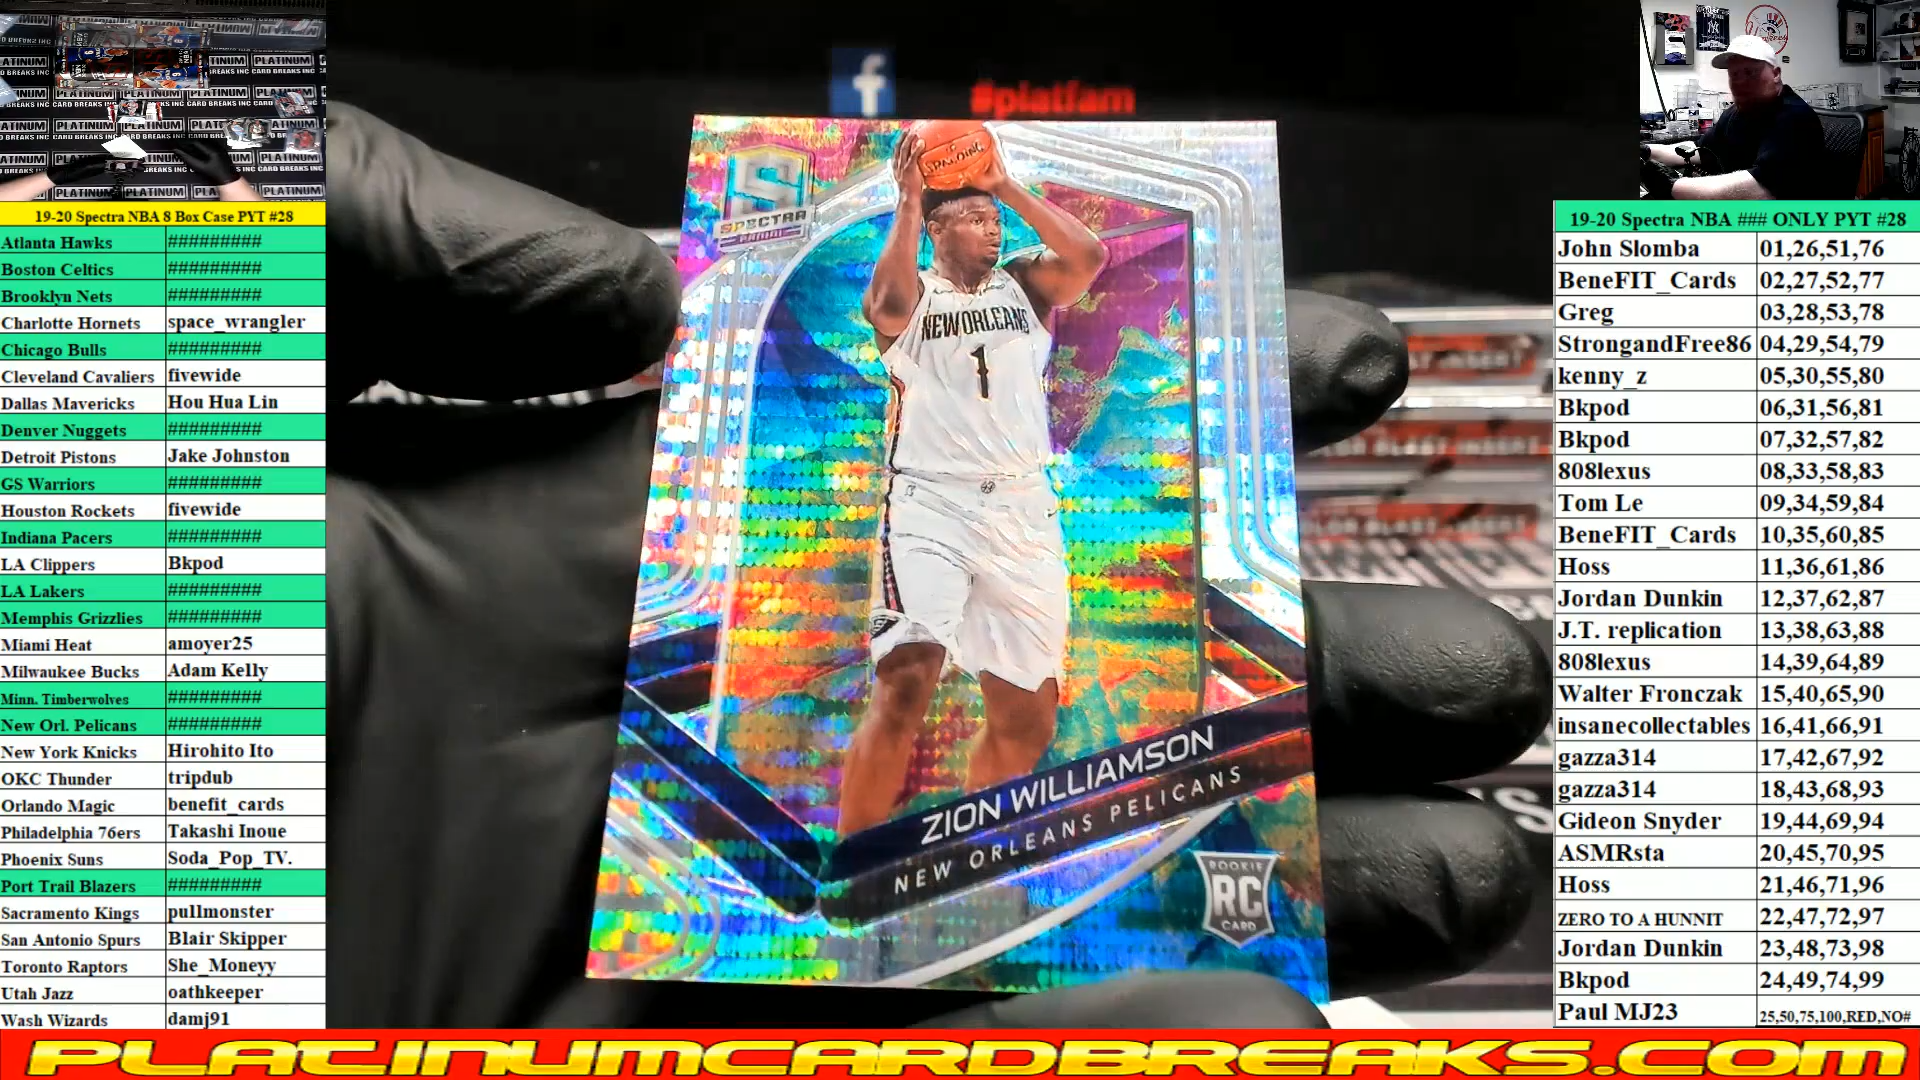 19-20 Spectra NBA 8 Box Case PYT #28
Atlanta Hawks #########
Boston Celtics #########
Brooklyn Nets #########
Charlotte Hornets space_wrangler
Chicago Bulls #########
Cleveland Cavaliers fivewide
Dallas Mavericks Hou Hua Lin
Denver Nuggets #########
Detroit Pistons Jake Johnston
GS Warriors #########
Houston Rockets fivewide
Indiana Pacers #########
LA Clippers Bkpod
LA Lakers #########
Memphis Grizzlies #########
Miami Heat amoyer25
Milwaukee Bucks Adam Kelly
Minn. Timberwolves #########
New Orl. Pelicans #########
New York Knicks Hirohito Ito
OKC Thunder tripdub
Orlando Magic benefit_cards
Philadelphia 76ers Takashi Inoue
Phoenix Suns Soda_Pop_TV.
Port Trail Blazers #########
Sacramento Kings pullmonster
San Antonio Spurs Blair Skipper
Toronto Raptors She_Moneyy
Utah Jazz oathkeeper
Wash Wizards damj91
f #platfam
SPALDING
S
SPECTRA
PANINI
NEW ORLEANS
1
ZION WILLIAMSON
NEW ORLEANS PELICANS
ROOKIE
RC
CARD
19-20 Spectra NBA ### ONLY PYT #28
John Slomba 01,26,51,76
BeneFIT_Cards 02,27,52,77
Greg 03,28,53,78
StrongandFree86 04,29,54,79
kenny_z 05,30,55,80
Bkpod 06,31,56,81
Bkpod 07,32,57,82
808lexus 08,33,58,83
Tom Le 09,34,59,84
BeneFIT_Cards 10,35,60,85
Hoss 11,36,61,86
Jordan Dunkin 12,37,62,87
J.T. replication 13,38,63,88
808lexus 14,39,64,89
Walter Fronczak 15,40,65,90
insanecollectables 16,41,66,91
gazza314 17,42,67,92
gazza314 18,43,68,93
Gideon Snyder 19,44,69,94
ASMRsta 20,45,70,95
Hoss 21,46,71,96
ZERO TO A HUNNIT 22,47,72,97
Jordan Dunkin 23,48,73,98
Bkpod 24,49,74,99
Paul MJ23 25,50,75,100,RED,NO#
PLATINUMCARDBREAKS.COM